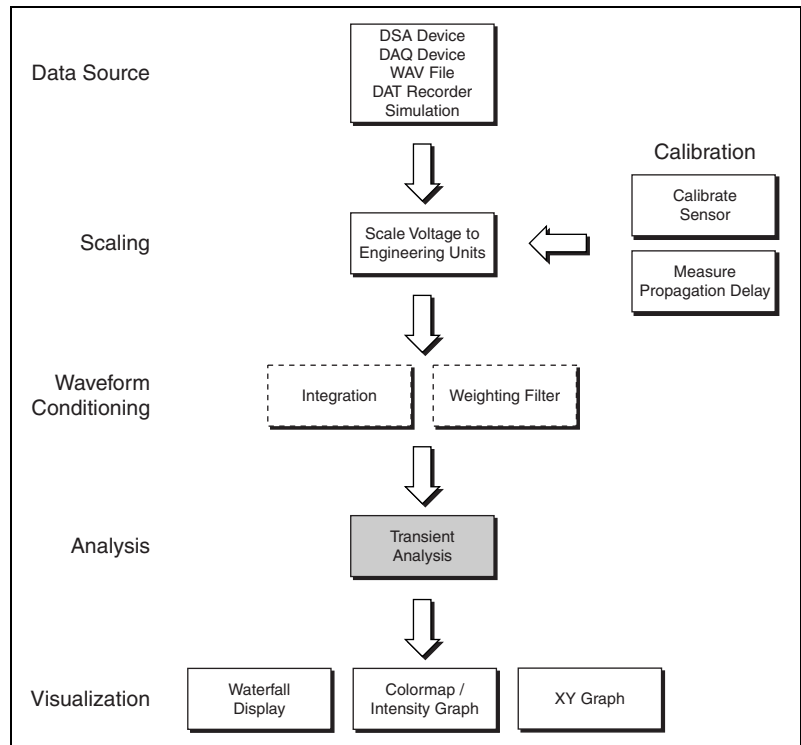 Data Source
DSA Device
DAQ Device
WAV File
DAT Recorder
Simulation
Calibration
Calibrate
Sensor
Measure
Propagation Delay
Scaling
Scale Voltage to
Engineering Units
Waveform
Conditioning
Integration
Weighting Filter
Analysis
Transient
Analysis
Visualization
Waterfall
Display
Colormap /
Intensity Graph
XY Graph